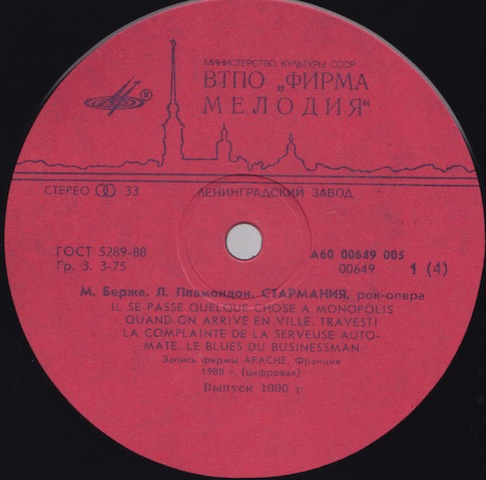 МИНИСТЕРСТВО КУЛЬТУРЫ СССР
ВТПО „ФИРМА
МЕЛОДИЯ"
®
СТЕРЕО 33
ЛЕНИНГРАДСКИЙ ЗАВОД
ГОСТ 5289-88
Гр. 3. 3-75
А60 00649 005
00649 1 (4)
М. Берже. Л. Пламондон. СТАРМАНИЯ, рок-опера
IL SE PASSE QUELQUE CHOSE A MONOPOLIS
QUAND ON ARRIVE EN VILLE. TRAVESTI
LA COMPLAINTE DE LA SERVEUSE AUTO-
MATE. LE BLUES DU BUSINESSMAN
Запись фирмы APACHE, Франция
1988 г. (цифровая)
Выпуск 1990 г.